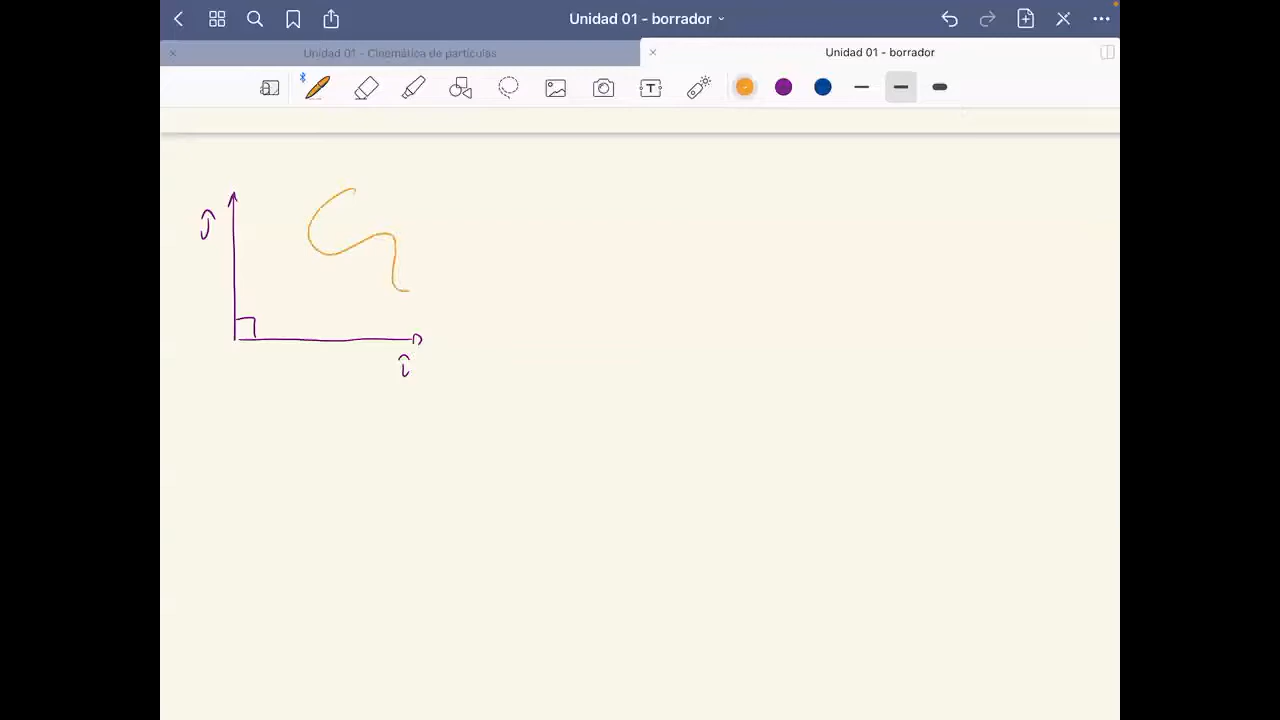 Unidad 01 - borrador
Unidad 01 - Cinemática de partículas
Unidad 01 - borrador
T
ĵ
î